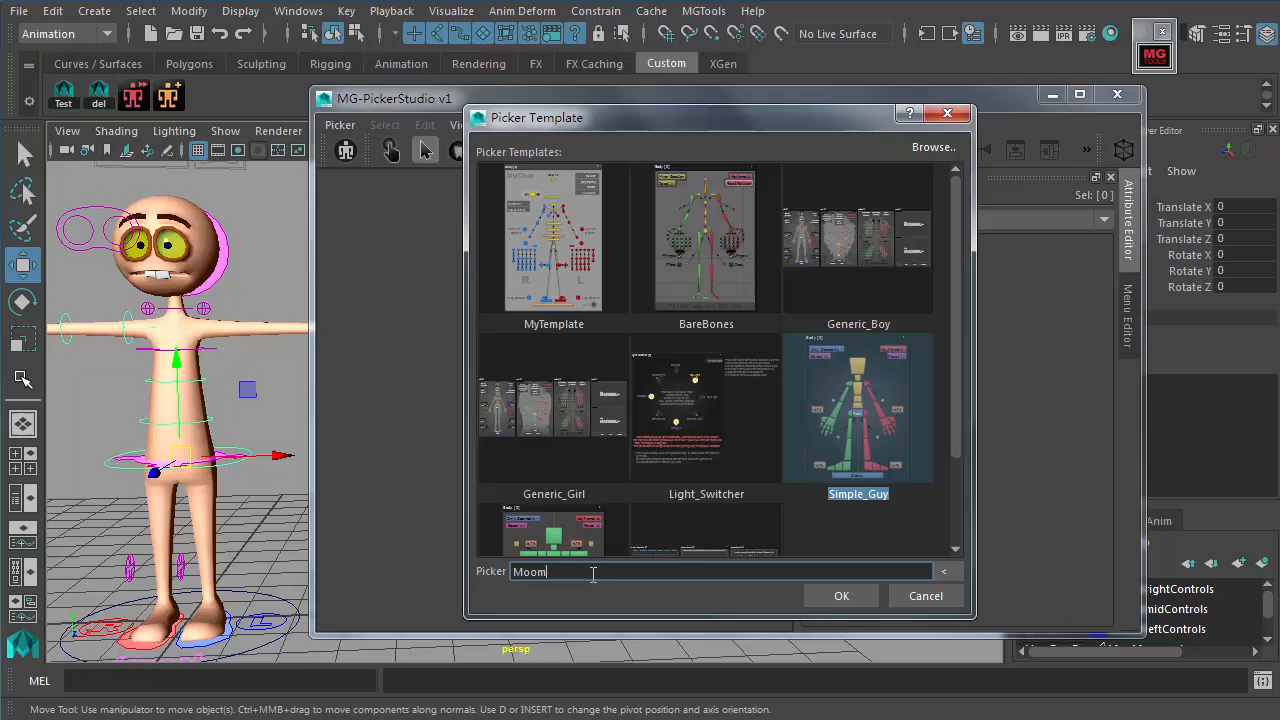 File Edit Create Select Modify Display Windows Key Playback Visualize Anim Deform Constrain Cache MGTools Help
Animation
No Live Surface
IPR
MG
TOOLS
Curves / Surfaces Polygons Sculpting Rigging Animation Rendering FX FX Caching Custom XGen
Test del
View Shading Lighting Show Renderer
MG-PickerStudio v1
Picker Select Edit
Picker Template
Picker Templates:
Browse..
MyTemplate BareBones Generic_Boy
Generic_Girl Light_Switcher Simple_Guy
Picker Moom <
OK Cancel
Sel: [ 0 ]
Attribute Editor
Menu Editor
Show
Translate X 0
Translate Y 0
Translate Z 0
Rotate X 0
Rotate Y 0
Rotate Z 0
Anim
ightControls
midControls
eftControls
persp
MEL
Move Tool: Use manipulator to move object(s). Ctrl+MMB+drag to move components along normals. Use D or INSERT to change the pivot position and axis orientation.